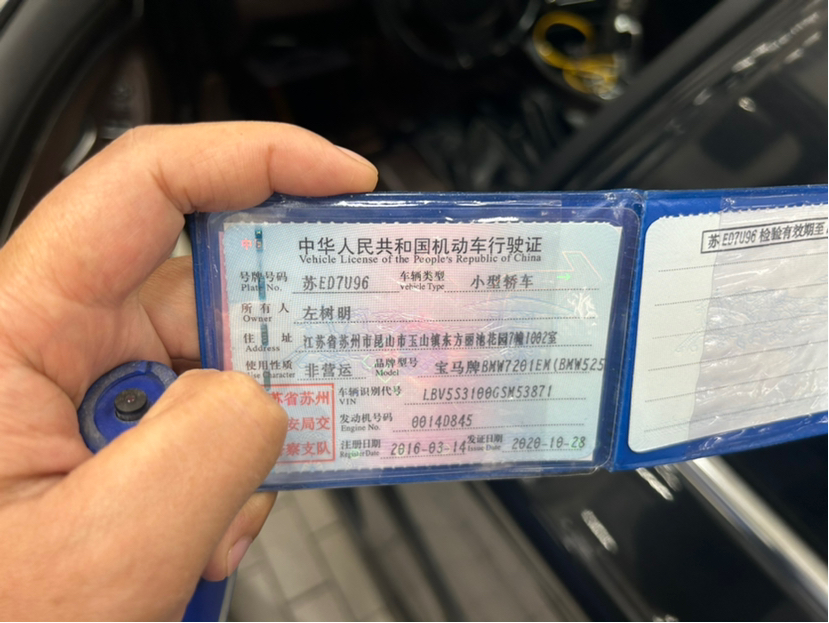 中华人民共和国机动车行驶证
Vehicle License of the People's Republic of China
号牌号码 苏ED7U96 车辆类型 小型轿车
Plate No. Vehicle Type
所有人 左树明
Owner
住址 江苏省苏州市昆山市玉山镇东方丽池花园7幢1002室
Address
使用性质 非营运 品牌型号 宝马牌BMW7201EM(BMW525
Use Character Model
苏省苏州 车辆识别代号 LBV5S3100GSM53871
VIN
安局交 发动机号码 0014D845
Engine No.
察支队 注册日期 2016-03-14 发证日期 2020-10-28
Register Date Issue Date
苏ED7U96 检验有效期至